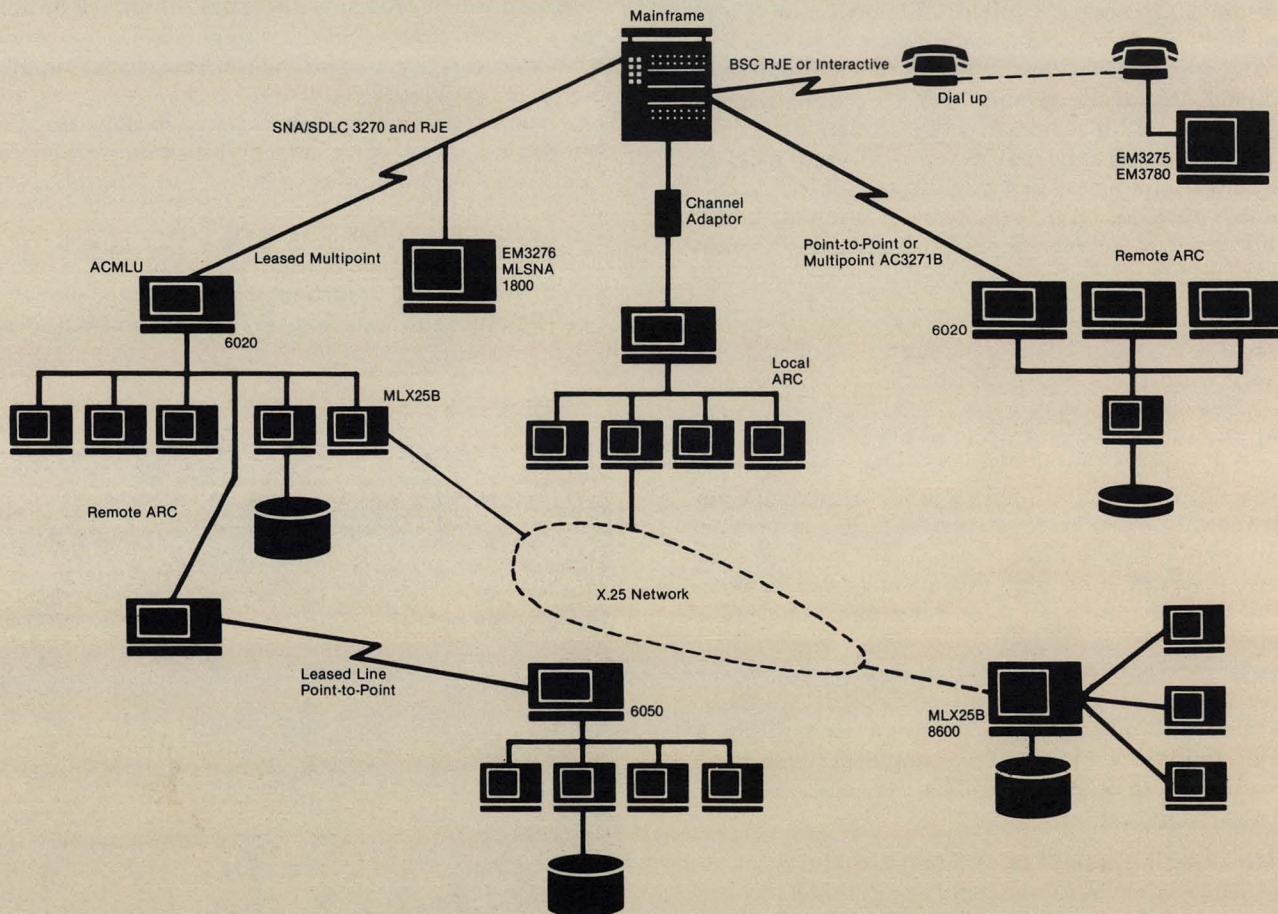 Mainframe
BSC RJE or Interactive
Dial up
EM3275
EM3780
SNA/SDLC 3270 and RJE
Channel
Adaptor
Leased Multipoint
EM3276
MLSNA
1800
Point-to-Point or
Multipoint AC3271B
Remote ARC
ACMLU
6020
6020
Local
ARC
MLX25B
Remote ARC
X.25 Network
Leased Line
Point-to-Point
6050
MLX25B
8600